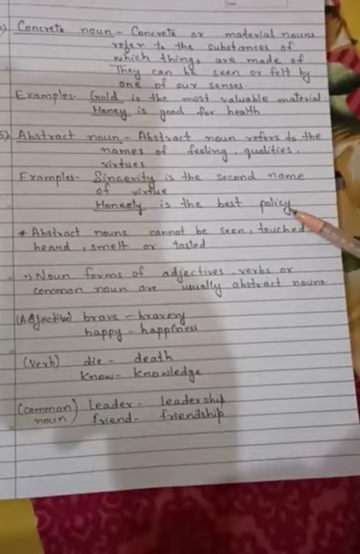 Concrete noun - Concrete or material nouns
refer to the substances of
which things are made of
They can be seen or felt by
one of our senses.
Examples - Gold is the most valuable material
Honey is good for health
5) Abstract noun - Abstract noun refers to the
names of feeling, qualities,
virtues
Examples - Sincerity is the second name
of virtue
Honesty is the best policy
* Abstract nouns cannot be seen, touched
heard, smelt or tasted
Noun forms of adjectives, verbs or
common noun are usually abstract nouns
(Adjective) brave - bravery
happy - happiness
(verb) die - death
know - knowledge
(common noun) leader - leadership
friend - friendship